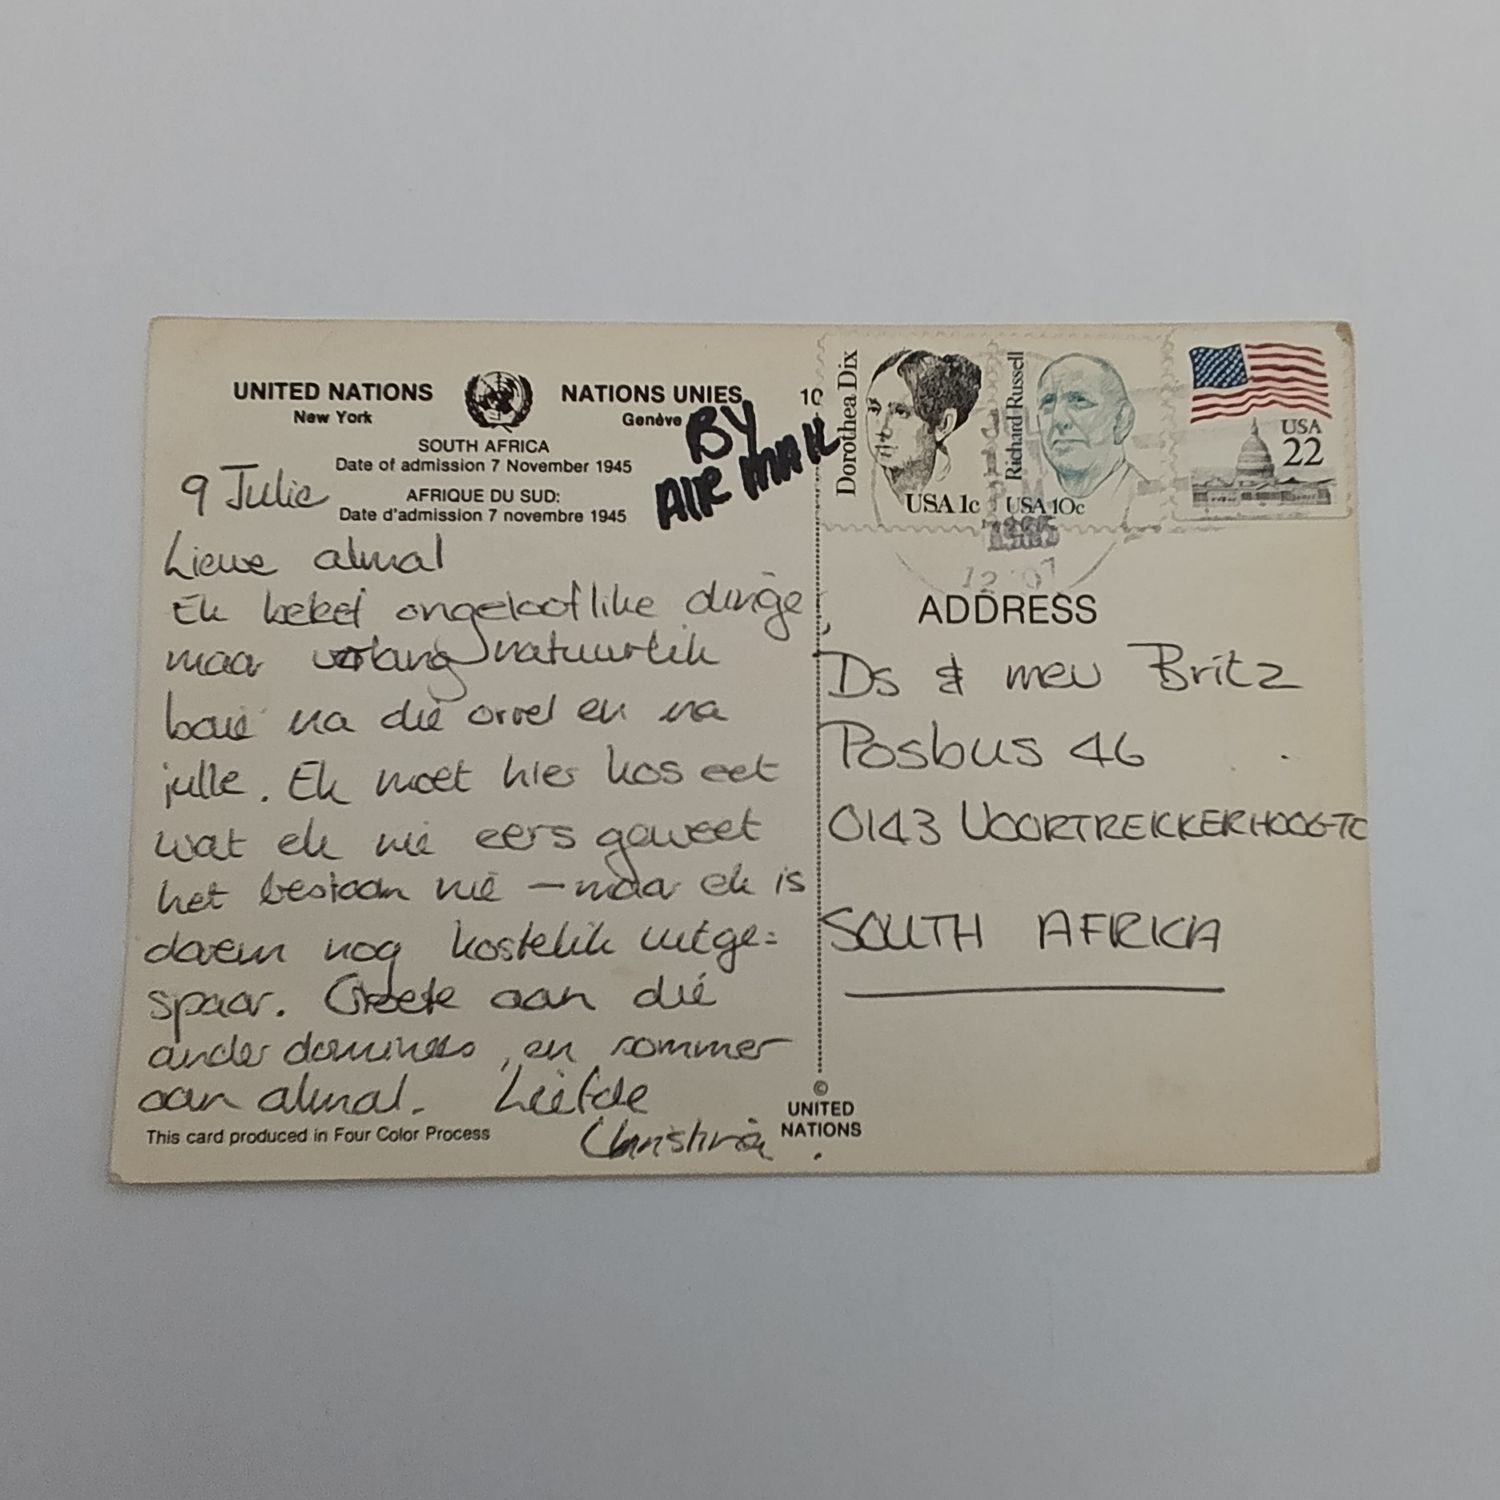 UNITED NATIONS
New York
NATIONS UNIES
Genève
10
SOUTH AFRICA
Date of admission 7 November 1945
AFRIQUE DU SUD:
Date d'admission 7 novembre 1945
BY
AIR MAIL
9 Julie
Liewe almal
Ek beleef ongelooflike dinge,
maar verlang natuurlik
baie na die orrel en na
julle. Ek moet hier kos eet
wat ek nie eers geweet
het bestaan nie – maar ek is
darem nog kostelik uitge=
spaar. Groete aan die
ander dominees, en sommer
aan almal. Liefde
Christina.
This card produced in Four Color Process
©
UNITED
NATIONS
Dorothea Dix
USA 1c
Richard Russell
USA 10c
USA
22
ADDRESS
Ds & mev Britz
Posbus 46
0143 VOORTREKKERHOOGTE
SOUTH AFRICA